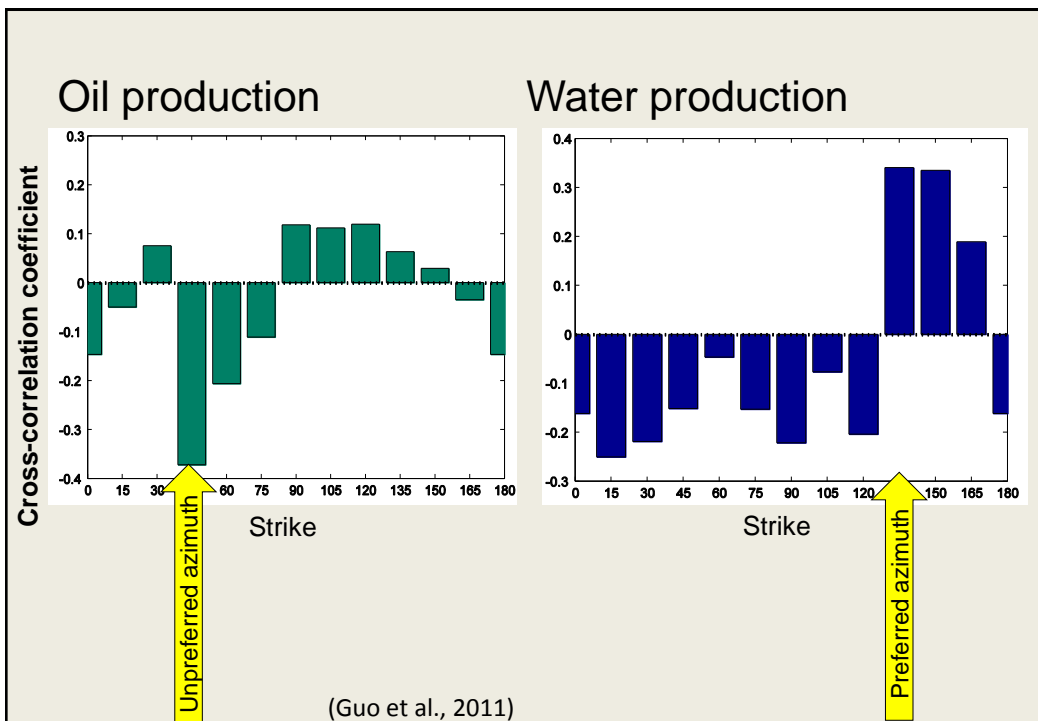 Oil production
Water production
Cross-correlation coefficient
0.3
0.2
0.1
0
-0.1
-0.2
-0.3
-0.4
0 15 30 60 75 90 105 120 135 150 165 180
Strike
Unpreferred azimuth
0.4
0.3
0.2
0.1
0
-0.1
-0.2
-0.3
0 15 30 45 60 75 90 105 120 150 165 180
Strike
Preferred azimuth
(Guo et al., 2011)